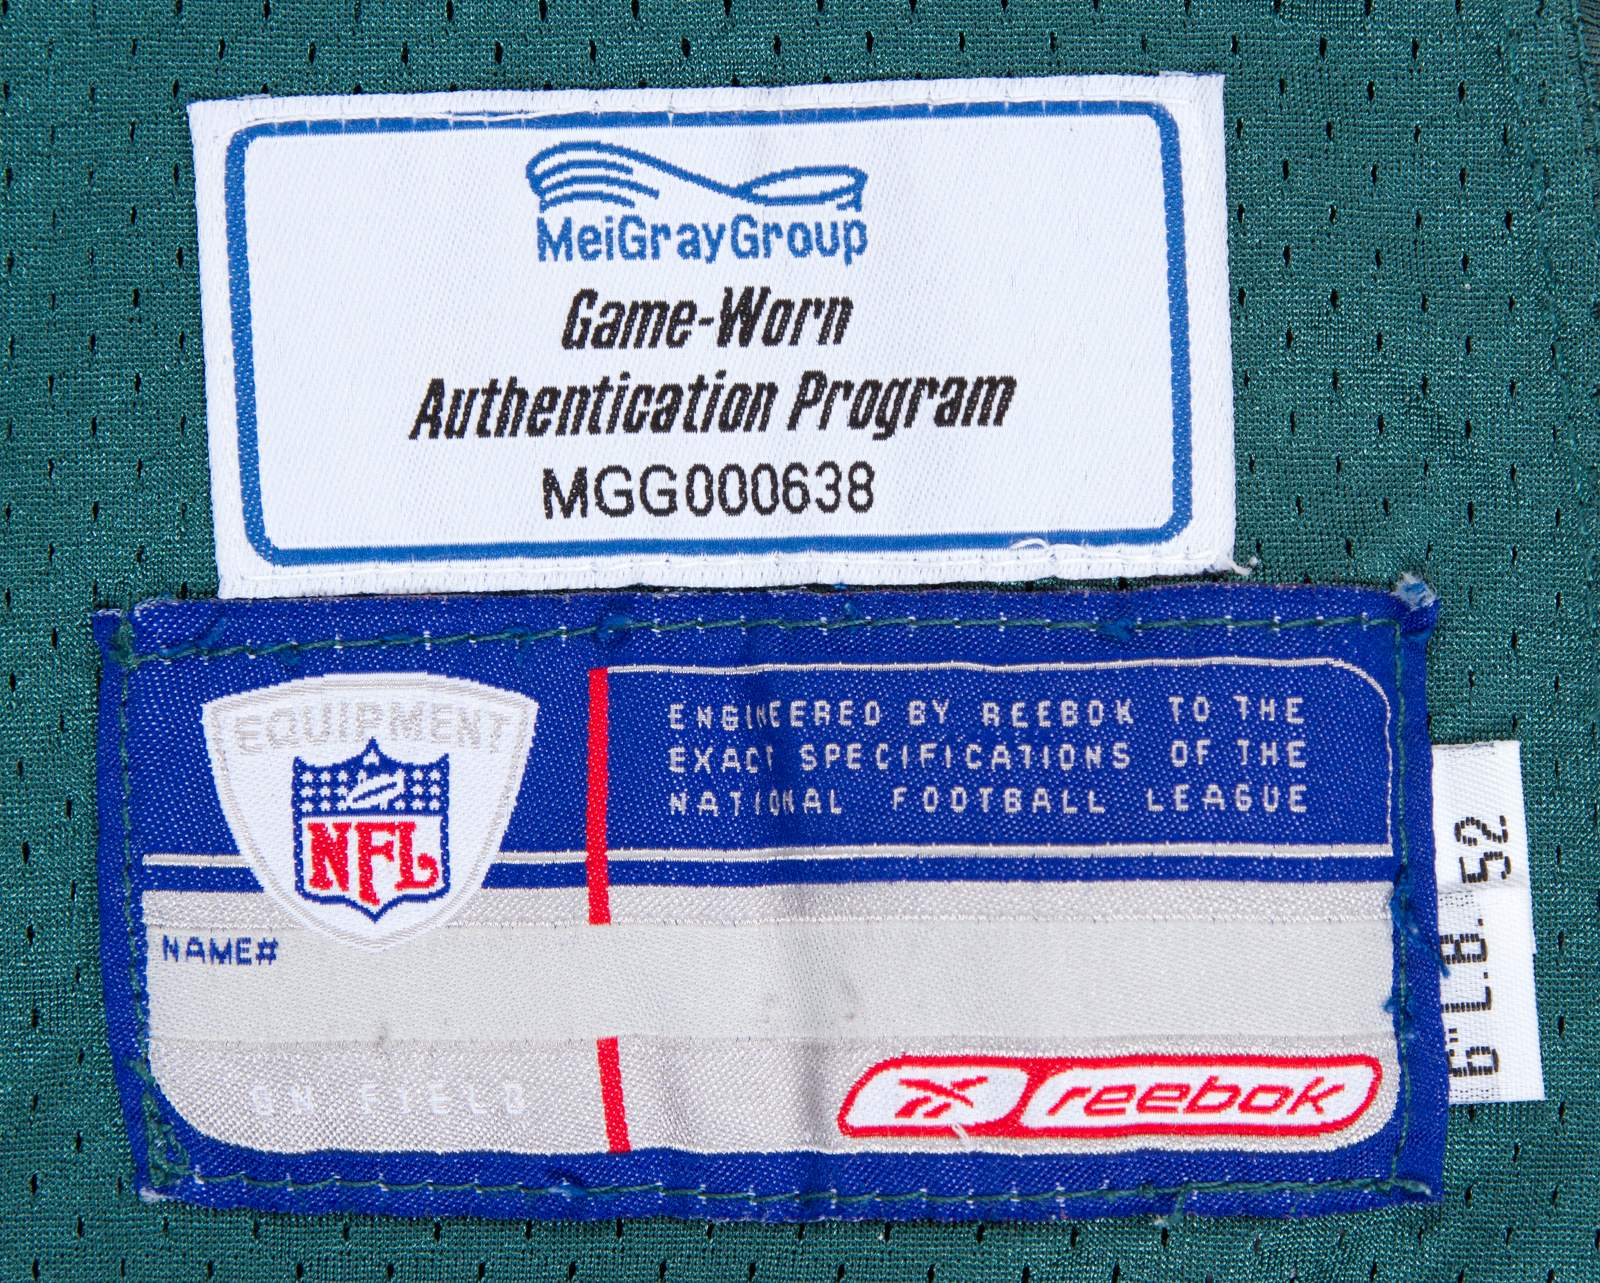 MeiGrayGroup
Game-Worn
Authentication Program
MGG000638
EQUIPMENT
NFL
ENGINEERED BY REEBOK TO THE
EXACT SPECIFICATIONS OF THE
NATIONAL FOOTBALL LEAGUE
NAME#
ON FIELD
reebok
6" L.B. 52